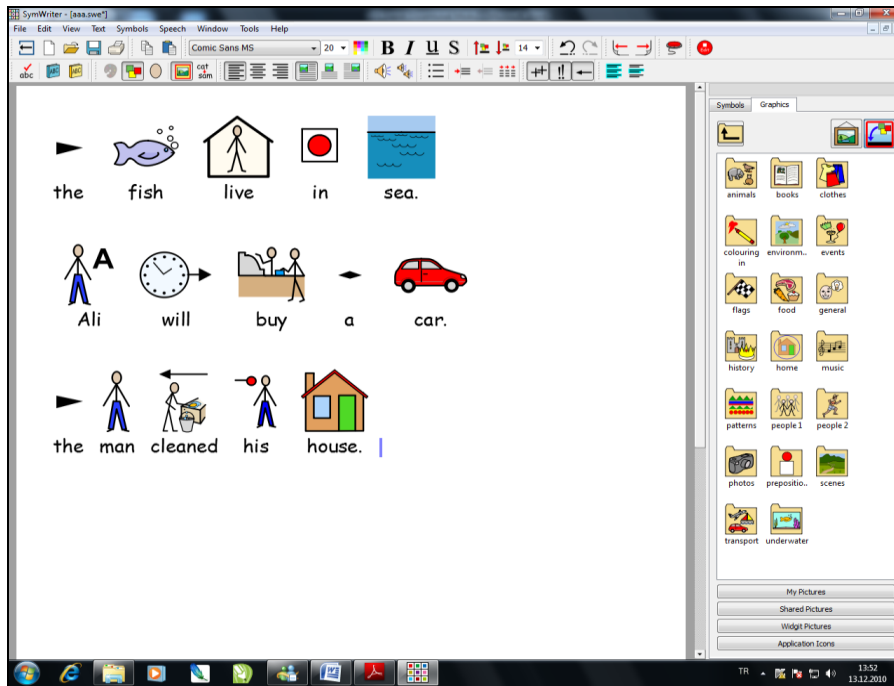 SymWriter - [aaa.swe*]
File Edit View Text Symbols Speech Window Tools Help
Comic Sans MS 20 B I U S 14
abc cat sam
the fish live in sea.
A
Ali will buy a car.
the man cleaned his house.
Symbols Graphics
animals books clothes
colouring in environm.. events
flags food general
history home music
patterns people 1 people 2
photos prepositio.. scenes
transport underwater
My Pictures
Shared Pictures
Widgit Pictures
Application Icons
TR 13:52
13.12.2010